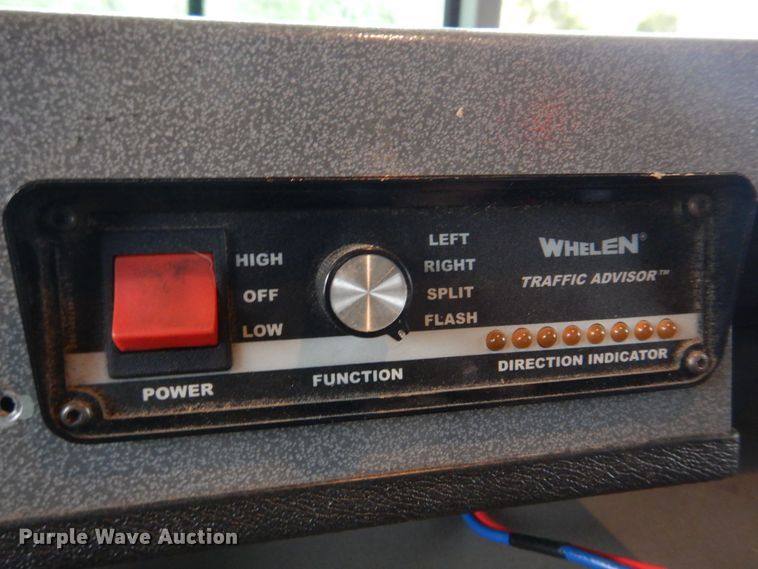 HIGH
OFF
LOW
POWER
FUNCTION
LEFT
RIGHT
SPLIT
FLASH
WHELEN®
TRAFFIC ADVISOR™
DIRECTION INDICATOR
Purple Wave Auction